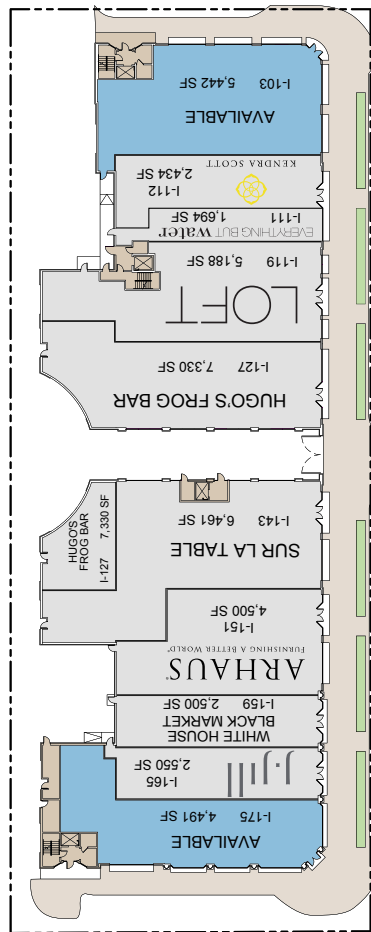 AVAILABLE
I-175 4,491 SF
j.jill
I-165
2,550 SF
WHITE HOUSE
BLACK MARKET
I-159 2,500 SF
ARHAUS®
FURNISHING A BETTER WORLD®
I-151
4,500 SF
SUR LA TABLE
I-143 6,461 SF
HUGO'S
FROG BAR
I-127 7,330 SF
HUGO'S FROG BAR
I-127 7,330 SF
LOFT
I-119 5,188 SF
EVERYTHING BUT water
I-111 1,694 SF
I-112
2,434 SF
KENDRA SCOTT
AVAILABLE
I-103 5,442 SF